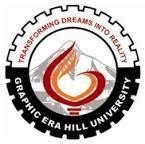 TRANSFORMING DREAMS INTO REALITY
GRAPHIC ERA HILL UNIVERSITY